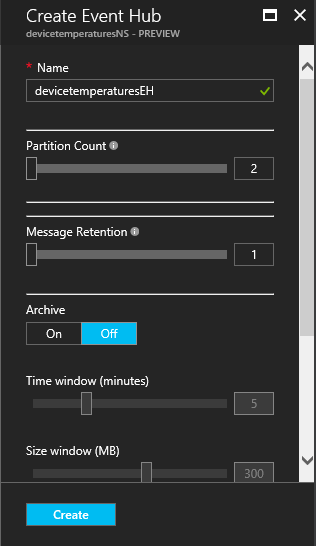 Create Event Hub
devicetemperaturesNS - PREVIEW
* Name
devicetemperaturesEH
Partition Count
2
Message Retention
1
Archive
On Off
Time window (minutes)
5
Size window (MB)
300
Create